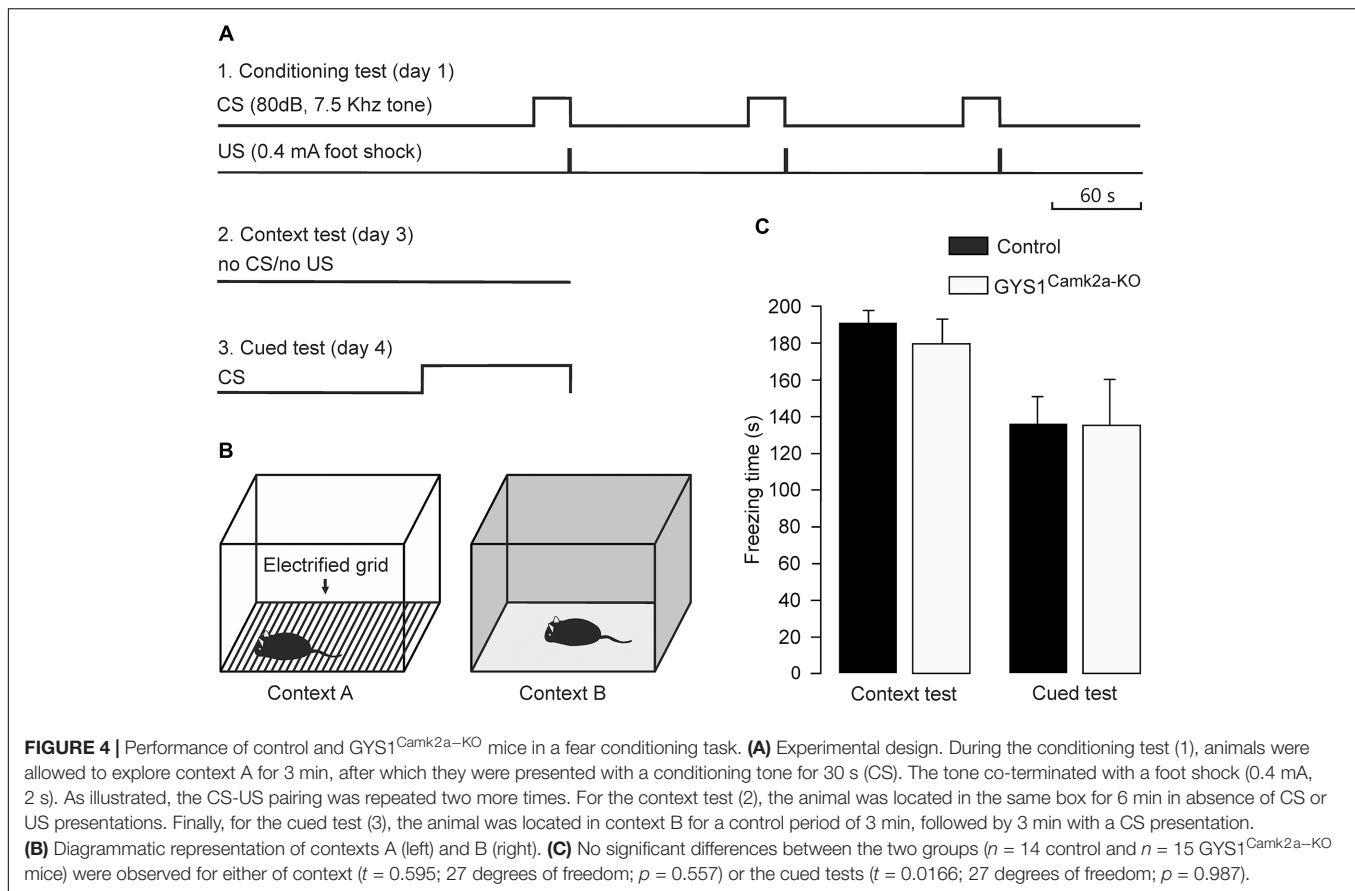 A
1. Conditioning test (day 1)
CS (80dB, 7.5 Khz tone)
US (0.4 mA foot shock)
60 s
2. Context test (day 3)
no CS/no US
3. Cued test (day 4)
CS
B
Electrified grid
Context A
Context B
C
Control
GYS1Camk2a-KO
Freezing time (s)
200
180
160
140
120
100
80
60
40
20
0
Context test
Cued test
FIGURE 4 | Performance of control and GYS1Camk2a−KO mice in a fear conditioning task. (A) Experimental design. During the conditioning test (1), animals were
allowed to explore context A for 3 min, after which they were presented with a conditioning tone for 30 s (CS). The tone co-terminated with a foot shock (0.4 mA,
2 s). As illustrated, the CS-US pairing was repeated two more times. For the context test (2), the animal was located in the same box for 6 min in absence of CS or
US presentations. Finally, for the cued test (3), the animal was located in context B for a control period of 3 min, followed by 3 min with a CS presentation.
(B) Diagrammatic representation of contexts A (left) and B (right). (C) No significant differences between the two groups (n = 14 control and n = 15 GYS1Camk2a−KO
mice) were observed for either of context (t = 0.595; 27 degrees of freedom; p = 0.557) or the cued tests (t = 0.0166; 27 degrees of freedom; p = 0.987).